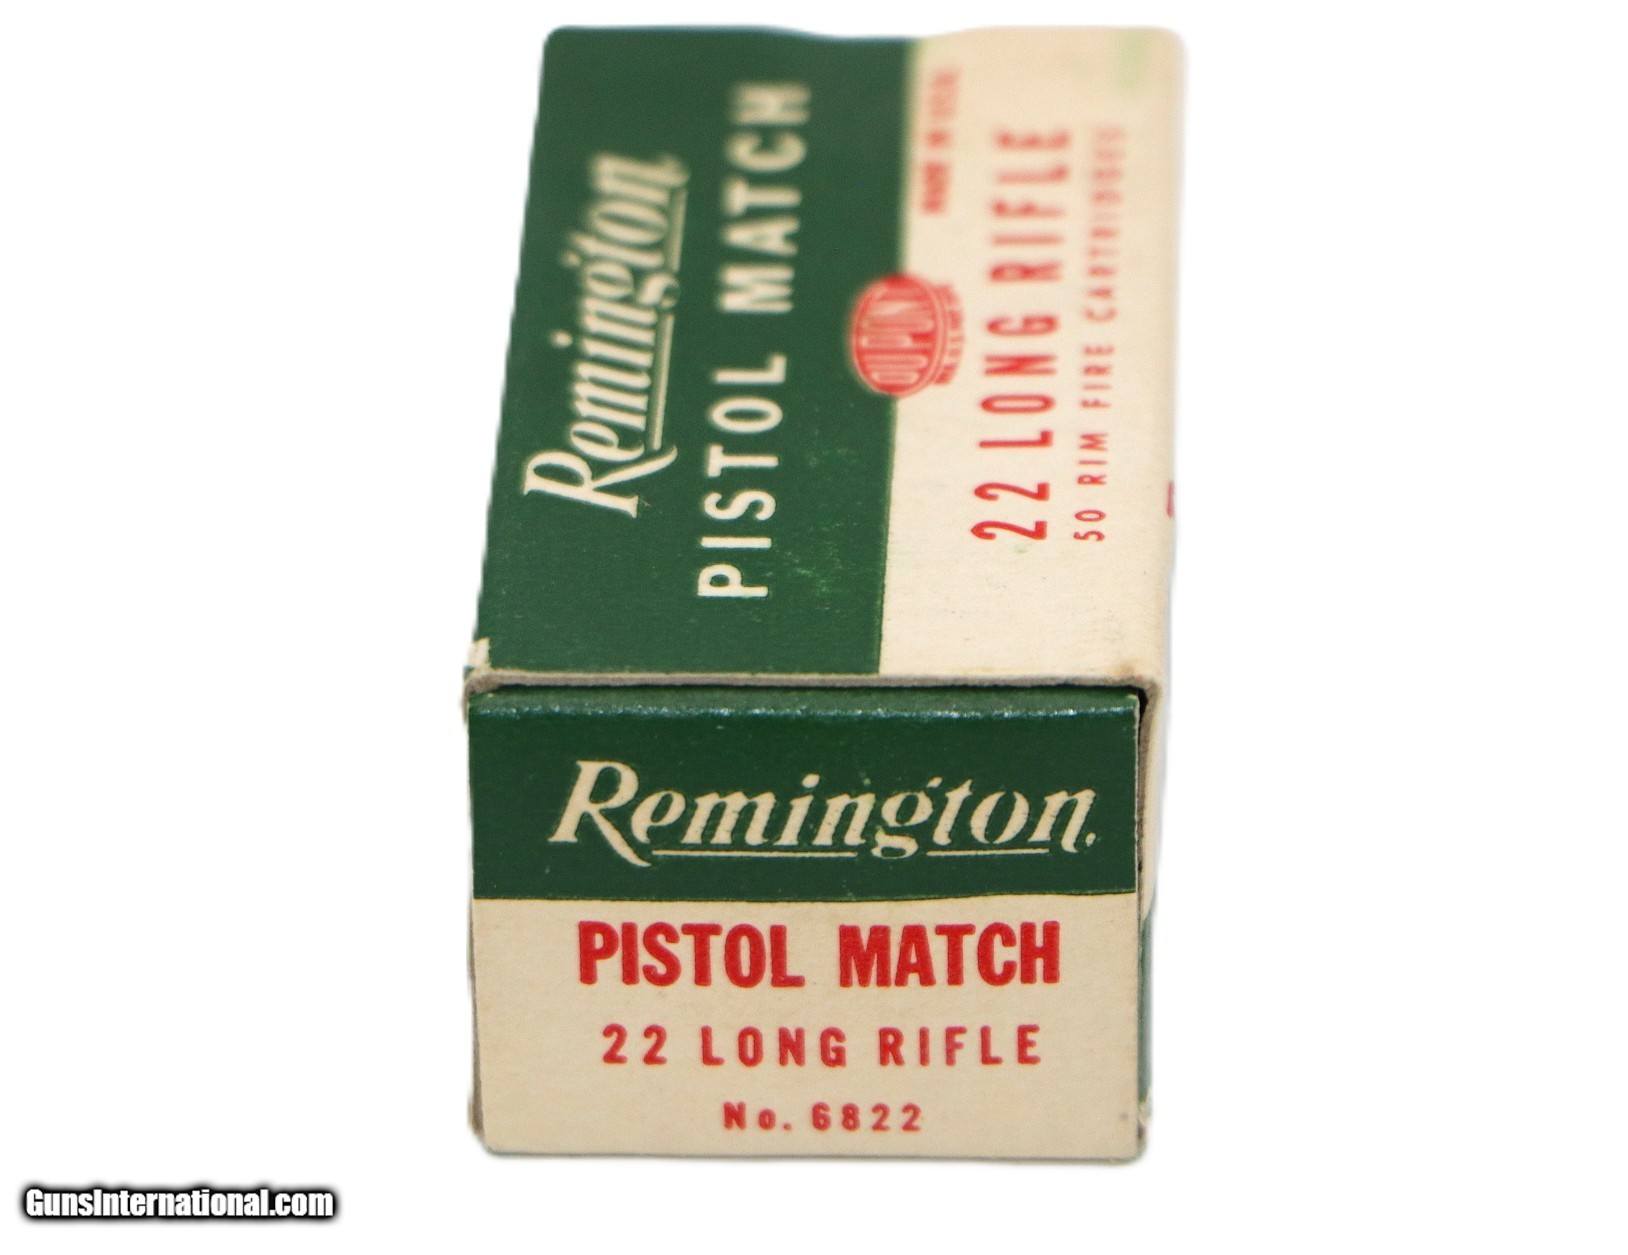 Remington
PISTOL MATCH
MADE IN U.S.A.
DUPONT
22 LONG RIFLE
50 RIM FIRE CARTRIDGES
Remington.
PISTOL MATCH
22 LONG RIFLE
No. 6822
GunsInternational.com